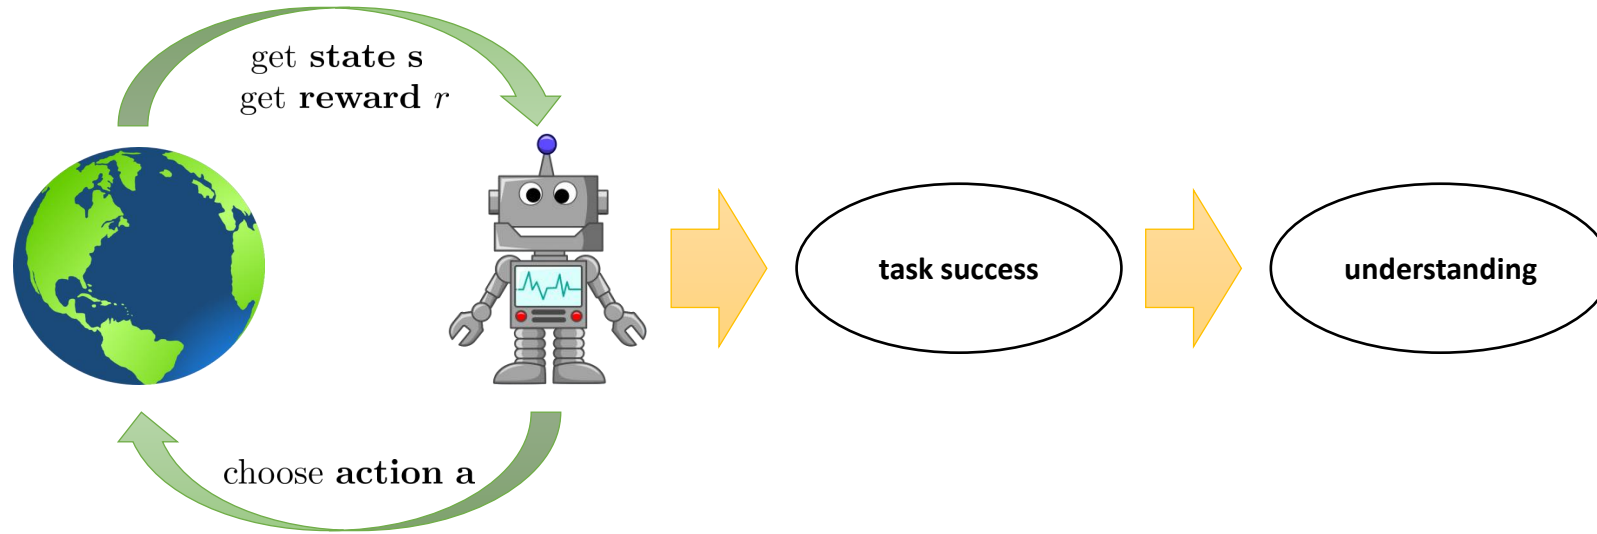 get state s
get reward r
choose action a
task success
understanding